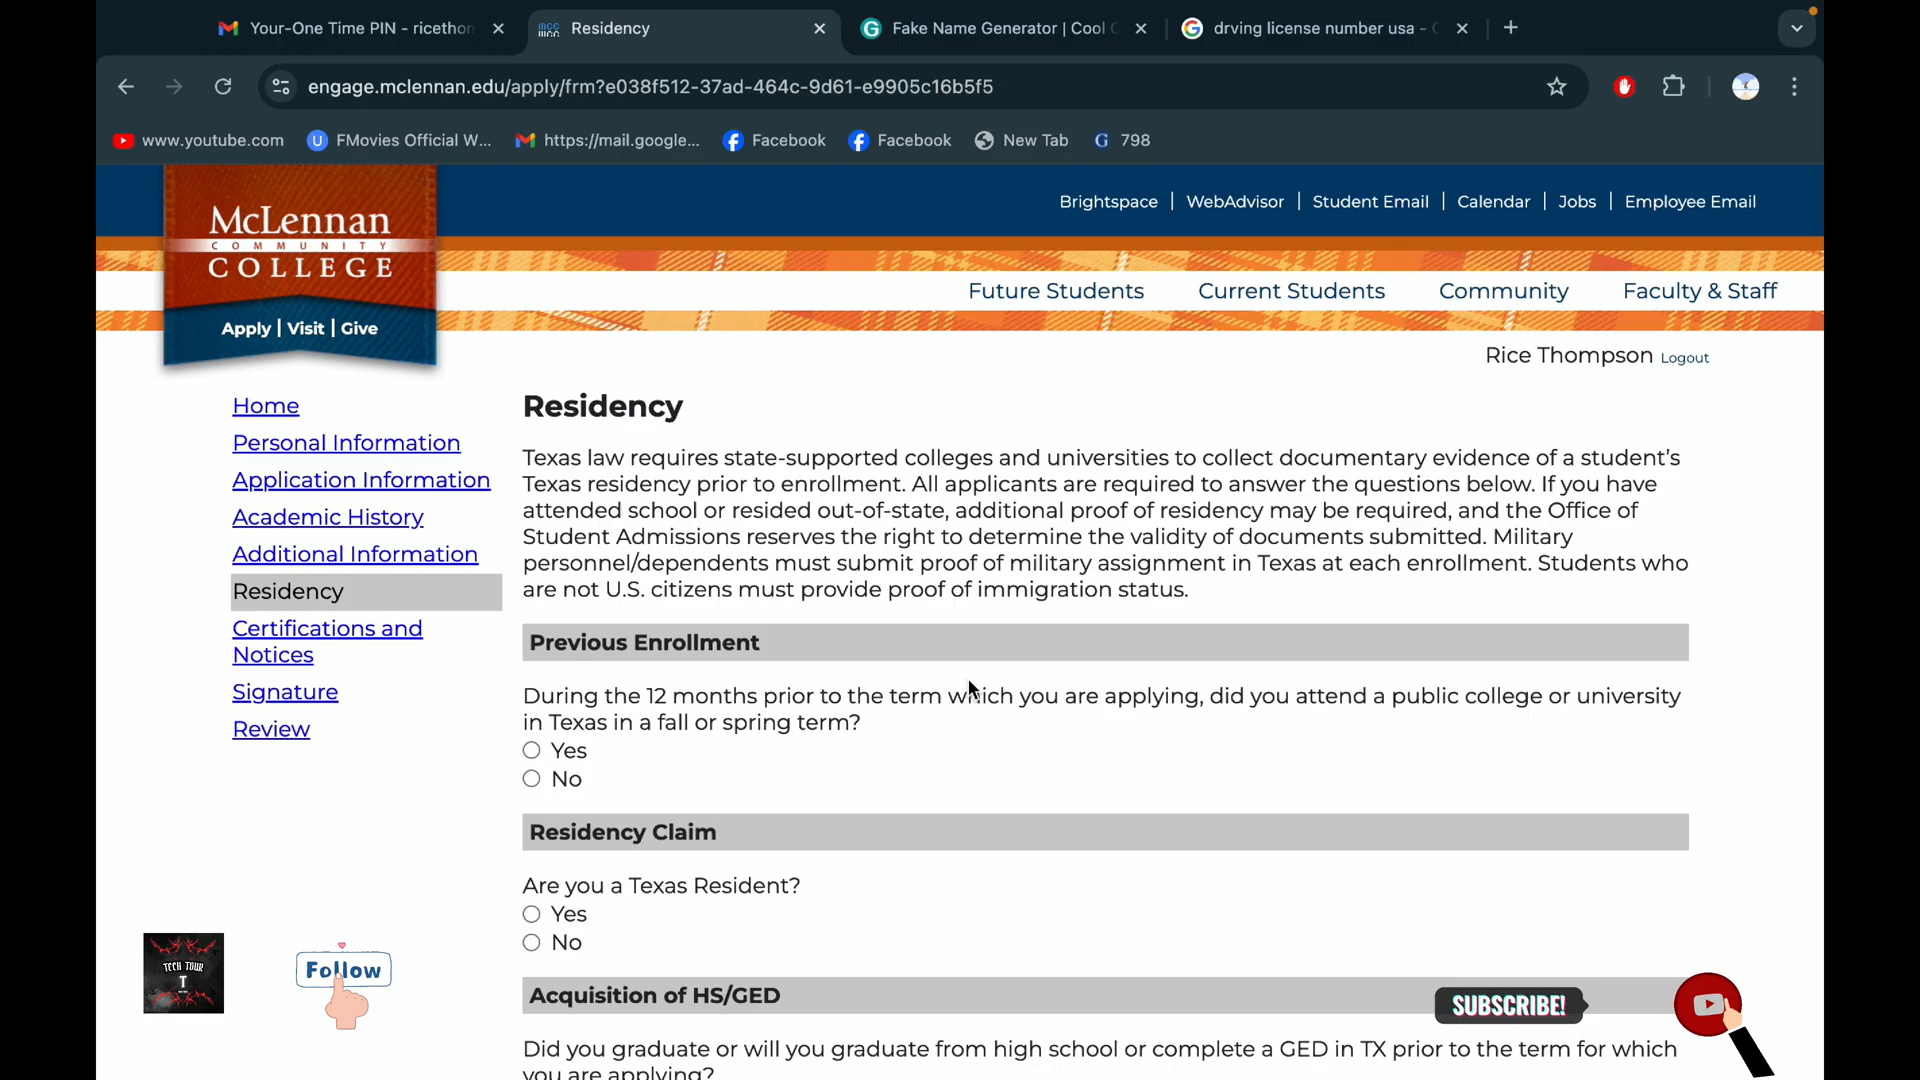 Your-One Time PIN - ricethor
Residency
Fake Name Generator | Cool
drving license number usa -
engage.mclennan.edu/apply/frm?e038f512-37ad-464c-9d61-e9905c16b5f5
www.youtube.com
FMovies Official W...
https://mail.google...
Facebook
Facebook
New Tab
798
McLennan
COMMUNITY
COLLEGE
Apply | Visit | Give
Brightspace | WebAdvisor | Student Email | Calendar | Jobs | Employee Email
Future Students
Current Students
Community
Faculty & Staff
Rice Thompson Logout
Home
Personal Information
Application Information
Academic History
Additional Information
Residency
Certifications and
Notices
Signature
Review
Residency
Texas law requires state-supported colleges and universities to collect documentary evidence of a student's
Texas residency prior to enrollment. All applicants are required to answer the questions below. If you have
attended school or resided out-of-state, additional proof of residency may be required, and the Office of
Student Admissions reserves the right to determine the validity of documents submitted. Military
personnel/dependents must submit proof of military assignment in Texas at each enrollment. Students who
are not U.S. citizens must provide proof of immigration status.
Previous Enrollment
During the 12 months prior to the term which you are applying, did you attend a public college or university
in Texas in a fall or spring term?
Yes
No
Residency Claim
Are you a Texas Resident?
Yes
No
Acquisition of HS/GED
Did you graduate or will you graduate from high school or complete a GED in TX prior to the term for which
you are applying?
TECH TOUR
T
Follow
SUBSCRIBE!